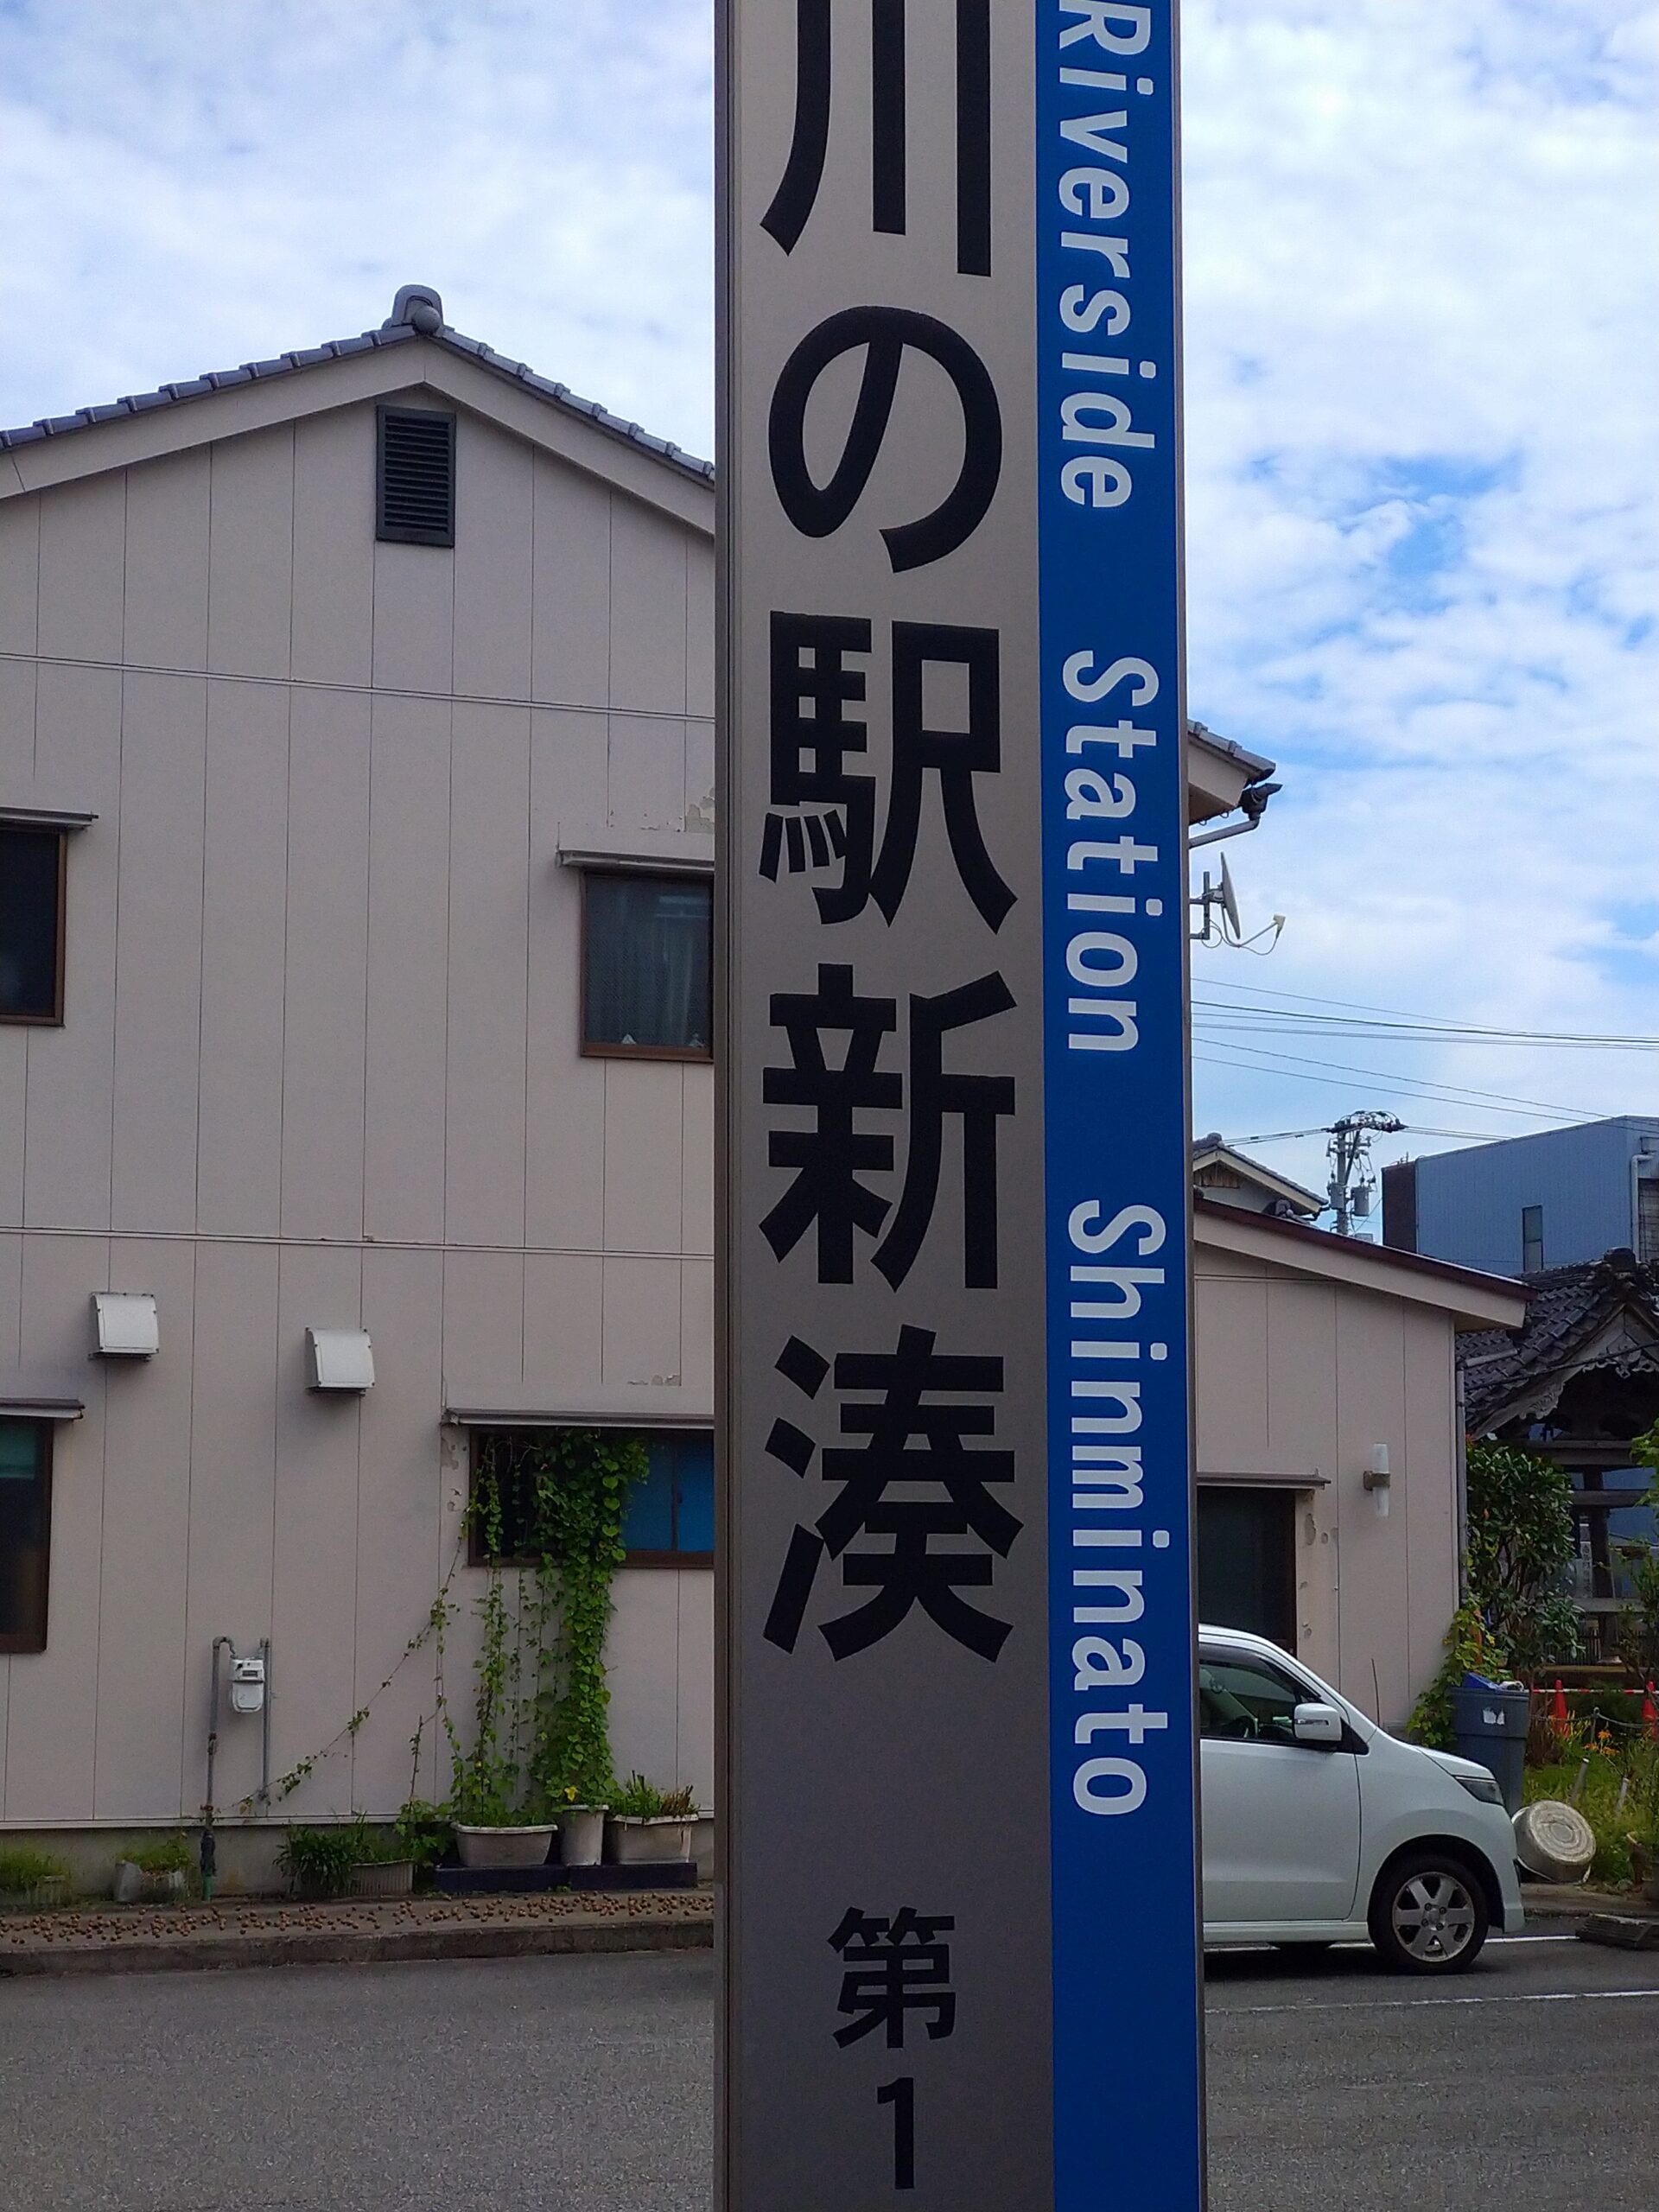 川の駅新湊
第1
Riverside Station Shinminato